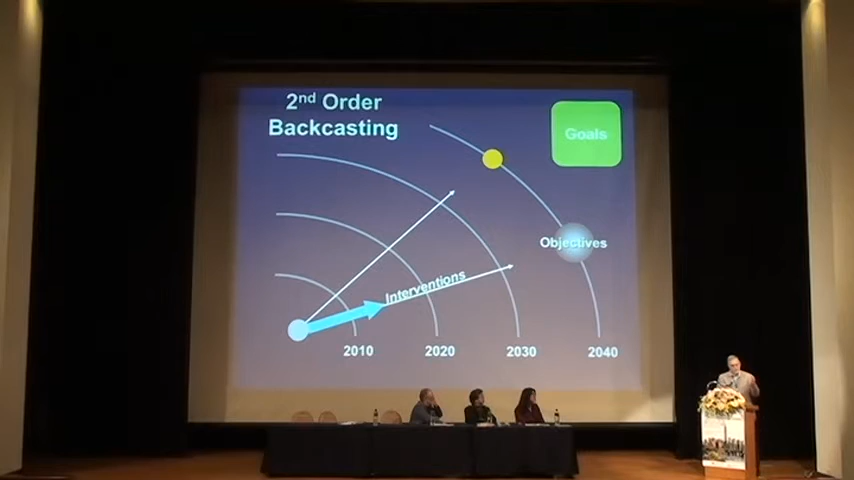 2nd Order
Backcasting
Goals
Objectives
Interventions
2010
2020
2030
2040